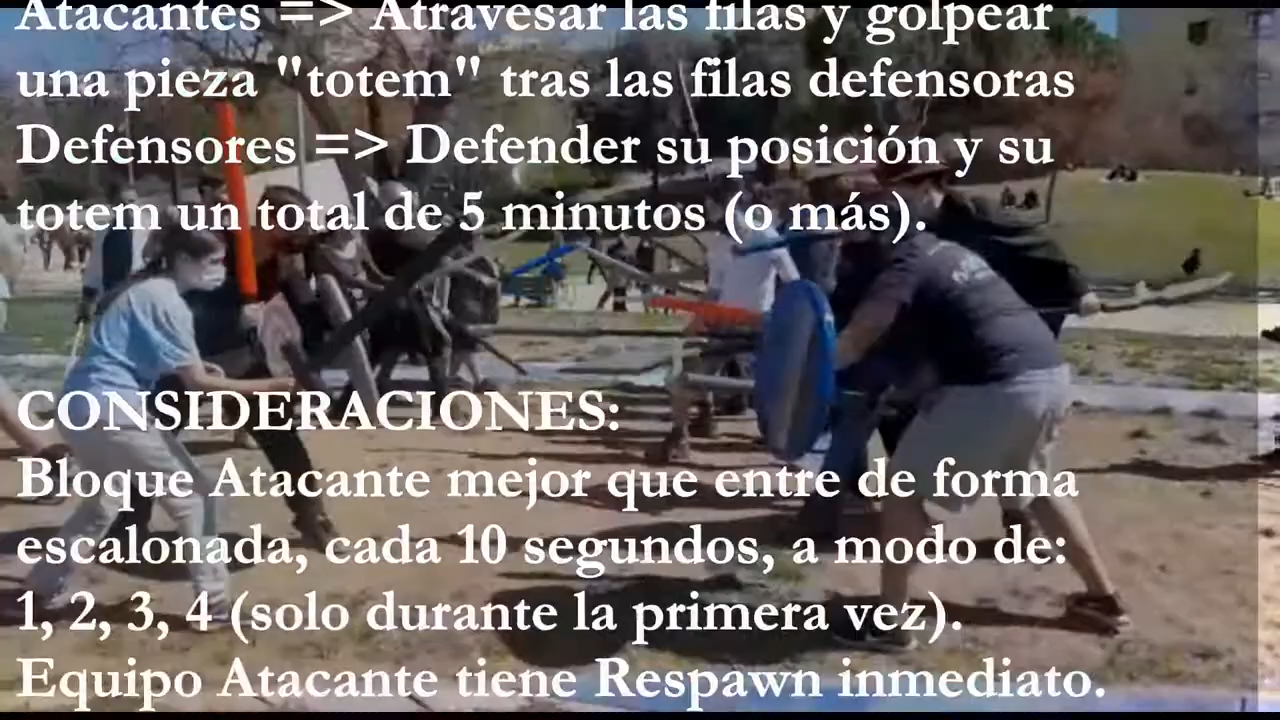 Atacantes => Atravesar las filas y golpear
una pieza "totem" tras las filas defensoras
Defensores => Defender su posición y su
totem un total de 5 minutos (o más).
CONSIDERACIONES:
Bloque Atacante mejor que entre de forma
escalonada, cada 10 segundos, a modo de:
1, 2, 3, 4 (solo durante la primera vez).
Equipo Atacante tiene Respawn inmediato.